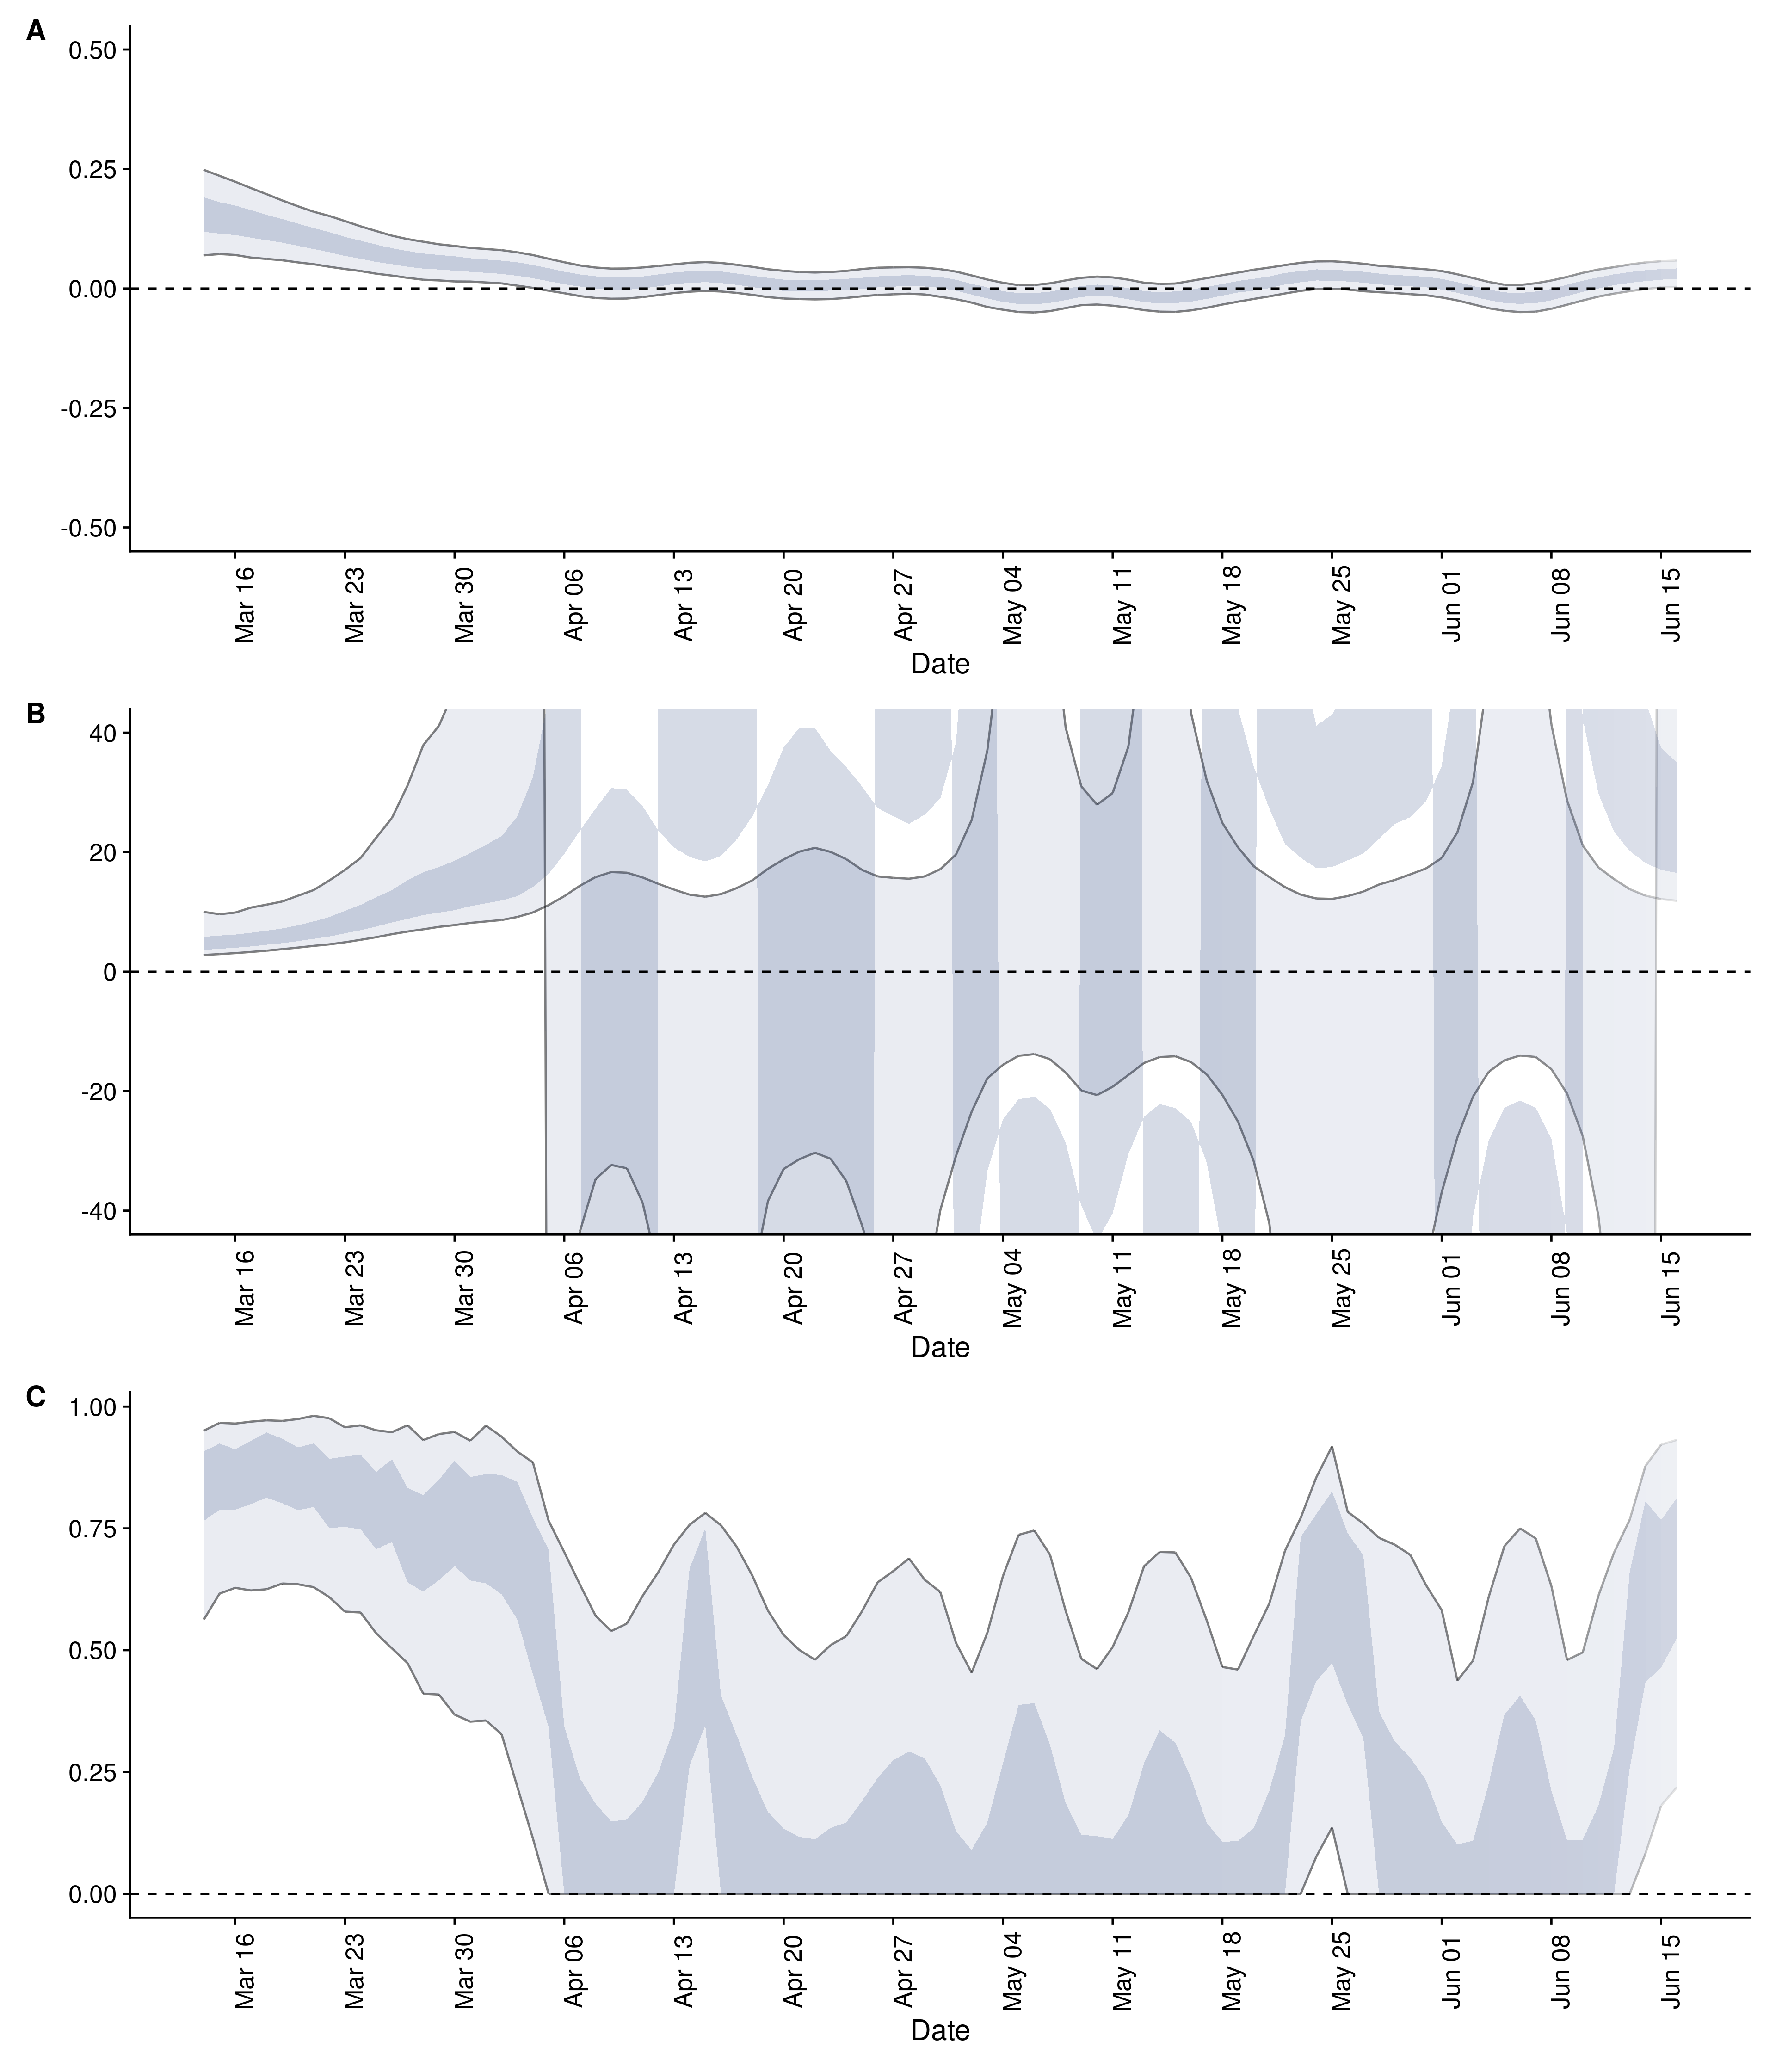 A
0.50
0.25
0.00
-0.25
-0.50
Mar 16
Mar 23
Mar 30
Apr 06
Apr 13
Apr 20
Apr 27
May 04
May 11
May 18
May 25
Jun 01
Jun 08
Jun 15
Date
B
40
20
0
-20
-40
Mar 16
Mar 23
Mar 30
Apr 06
Apr 13
Apr 20
Apr 27
May 04
May 11
May 18
May 25
Jun 01
Jun 08
Jun 15
Date
C
1.00
0.75
0.50
0.25
0.00
Mar 16
Mar 23
Mar 30
Apr 06
Apr 13
Apr 20
Apr 27
May 04
May 11
May 18
May 25
Jun 01
Jun 08
Jun 15
Date